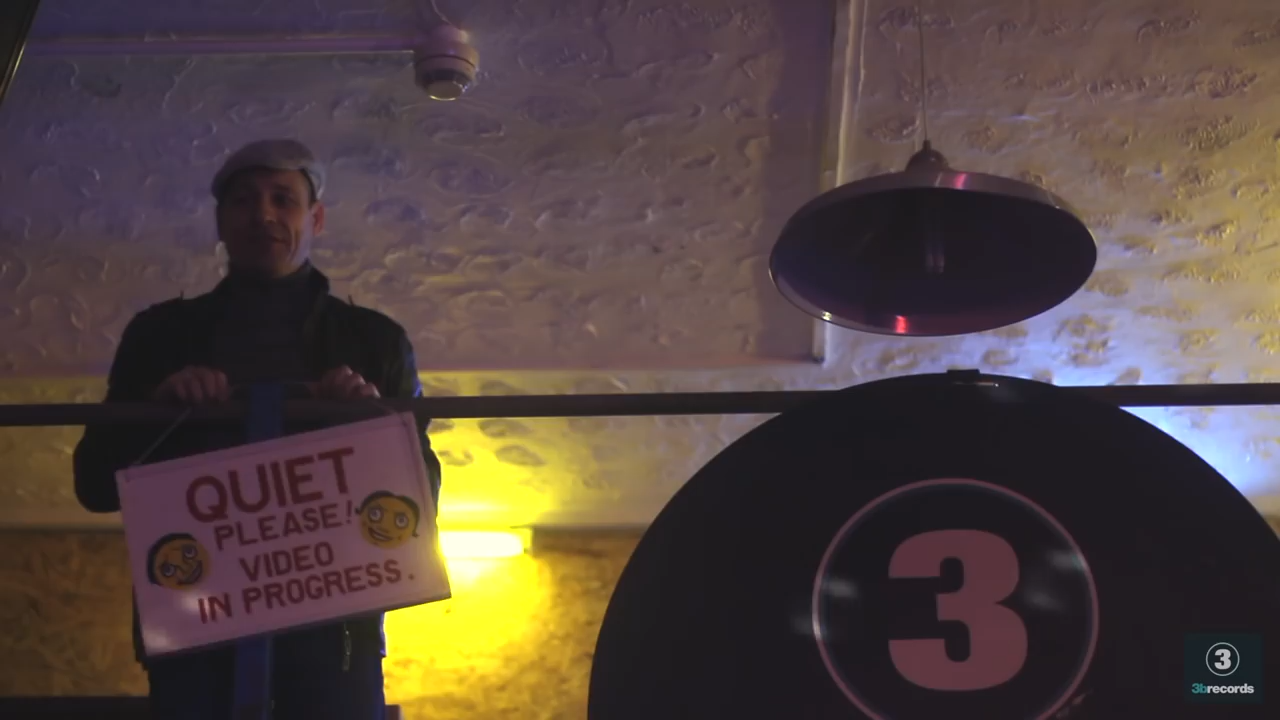 QUIET
PLEASE!
VIDEO
IN PROGRESS.
3
3
3brecords